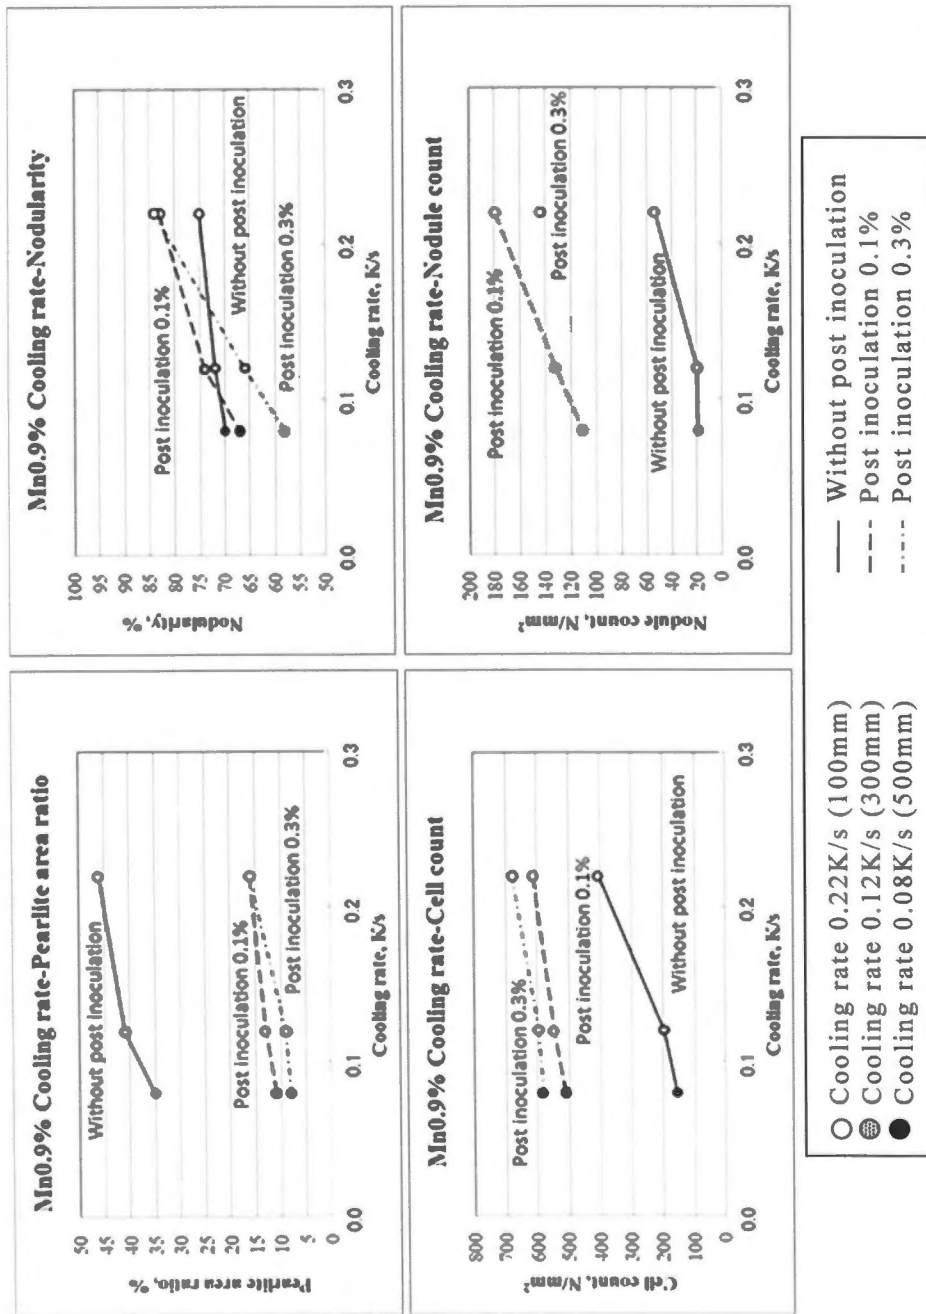 Mn0.9% Cooling rate-Pearlite area ratio
Pearlite area ratio, %
50
45
40
35
30
25
20
15
10
5
0
Without post inoculation
Post inoculation 0.1%
Post inoculation 0.3%
0.0
0.1
0.2
0.3
Cooling rate, K/s
Mn0.9% Cooling rate-Nodularity
Nodularity, %
100
95
90
85
80
75
70
65
60
55
50
Post inoculation 0.1%
Without post inoculation
Post inoculation 0.3%
0.0
0.1
0.2
0.3
Cooling rate, K/s
Mn0.9% Cooling rate-Cell count
Cell count, N/mm²
800
700
600
500
400
300
200
100
0
Post inoculation 0.3%
Post inoculation 0.1%
Without post inoculation
0.0
0.1
0.2
0.3
Cooling rate, K/s
Mn0.9% Cooling rate-Nodule count
Nodule count, N/mm²
200
180
160
140
120
100
80
60
40
20
0
Post inoculation 0.1%
Post inoculation 0.3%
Without post inoculation
0.0
0.1
0.2
0.3
Cooling rate, K/s
Cooling rate 0.22K/s (100mm)
Cooling rate 0.12K/s (300mm)
Cooling rate 0.08K/s (500mm)
Without post inoculation
Post inoculation 0.1%
Post inoculation 0.3%